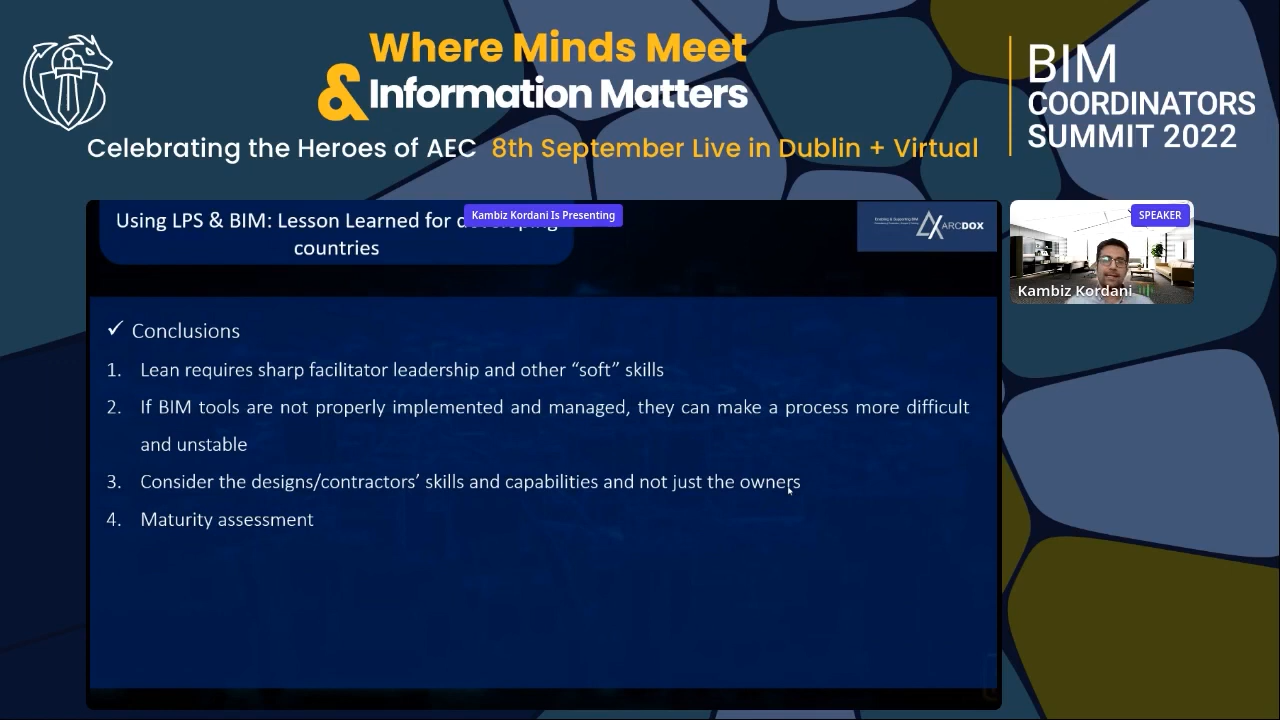 Where Minds Meet
& Information Matters
Celebrating the Heroes of AEC 8th September Live in Dublin + Virtual
BIM
COORDINATORS
SUMMIT 2022
Kambiz Kordani Is Presenting
Using LPS & BIM: Lesson Learned for developing
countries
ARCDOX
SPEAKER
Kambiz Kordani
✓ Conclusions
1. Lean requires sharp facilitator leadership and other “soft” skills
2. If BIM tools are not properly implemented and managed, they can make a process more difficult
and unstable
3. Consider the designs/contractors’ skills and capabilities and not just the owners
4. Maturity assessment